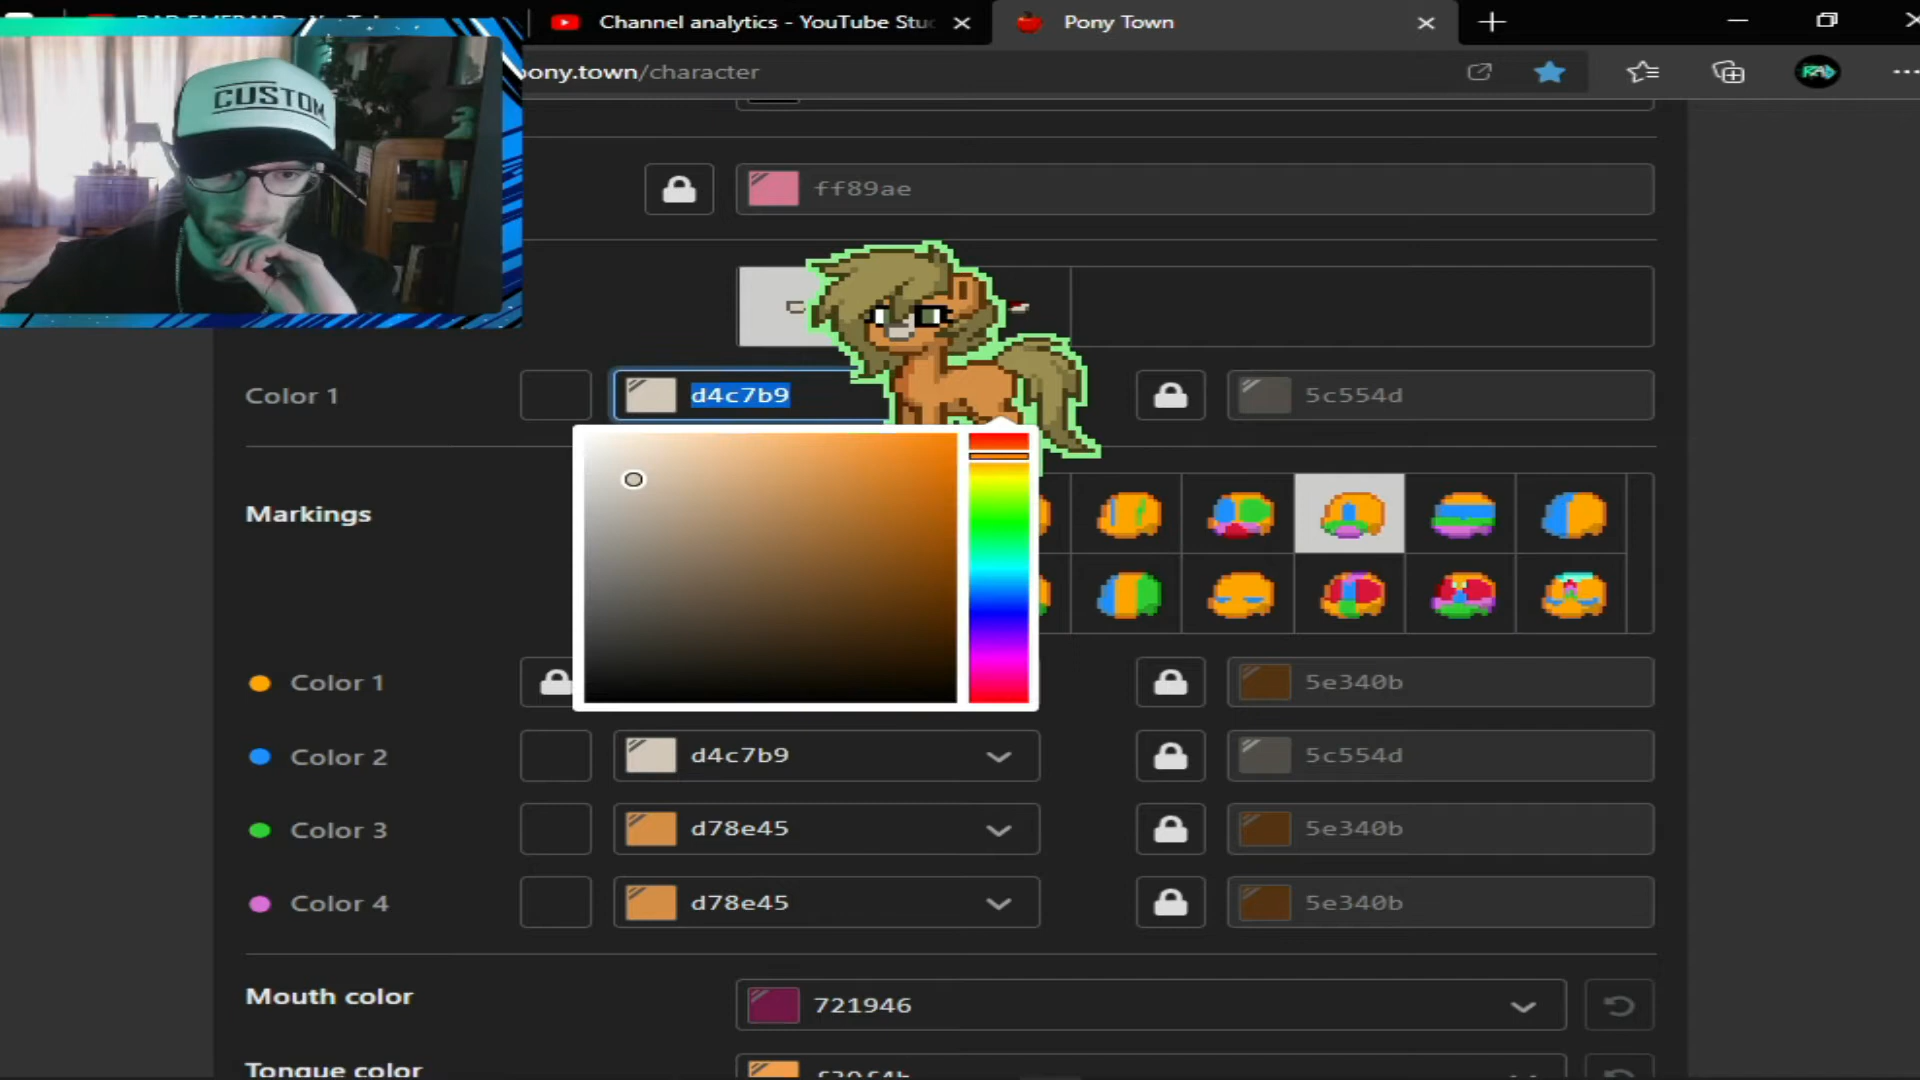 Channel analytics - YouTube Stu
Pony Town
pony.town/character
CUSTOM
ff89ae
Color 1
d4c7b9
5c554d
Markings
Color 1
5e340b
Color 2
d4c7b9
5c554d
Color 3
d78e45
5e340b
Color 4
d78e45
5e340b
Mouth color
721946
Tongue color